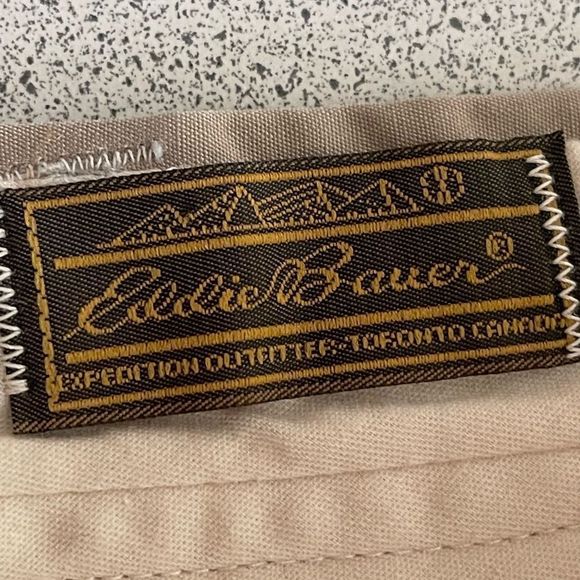 Eddie Bauer®
EXPEDITION OUTFITTER·TORONTO CANADA